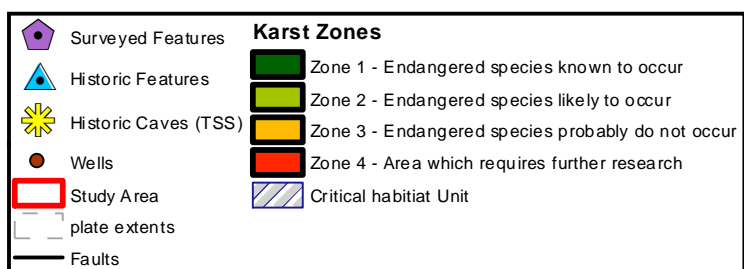 Surveyed Features
Historic Features
Historic Caves (TSS)
Wells
Study Area
plate extents
Faults
Karst Zones
Zone 1 - Endangered species known to occur
Zone 2 - Endangered species likely to occur
Zone 3 - Endangered species probably do not occur
Zone 4 - Area which requires further research
Critical habitiat Unit